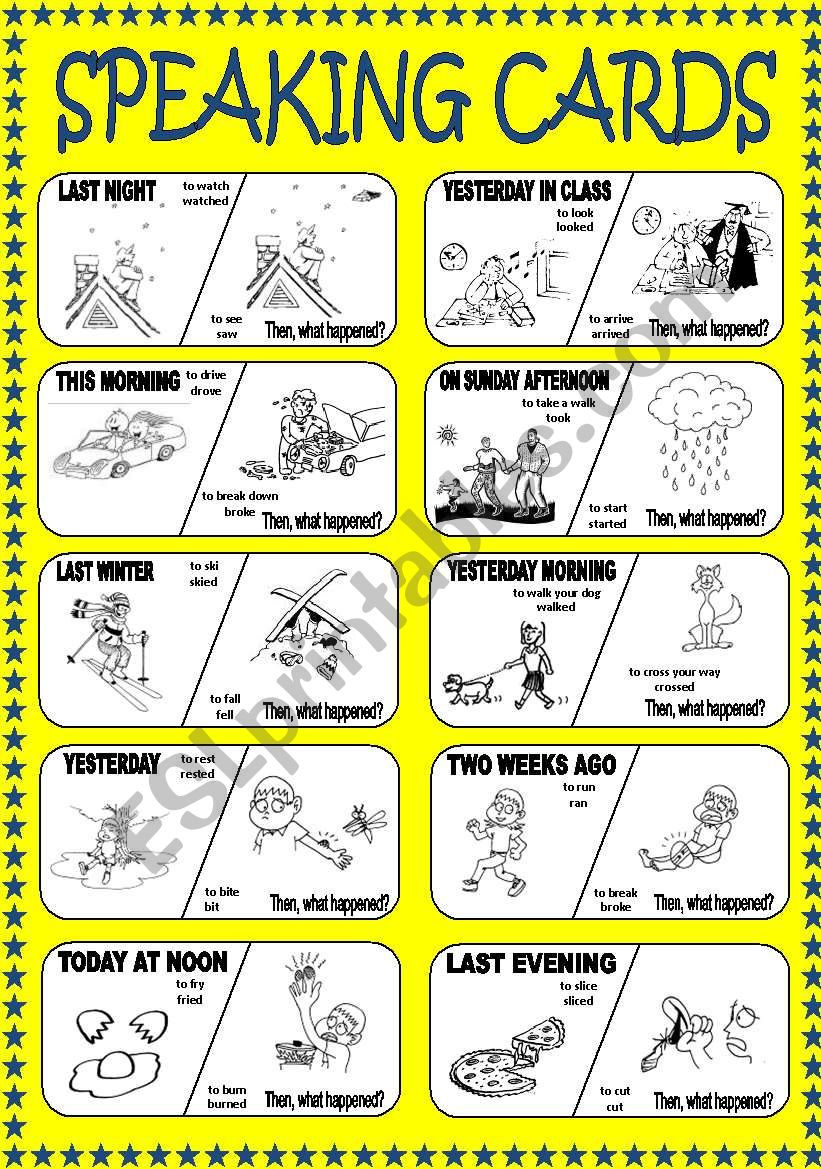 SPEAKING CARDS
LAST NIGHT
to watch
watched
to see
saw
Then, what happened?
YESTERDAY IN CLASS
to look
looked
to arrive
arrived
Then, what happened?
THIS MORNING
to drive
drove
to break down
broke
Then, what happened?
ON SUNDAY AFTERNOON
to take a walk
took
to start
started
Then, what happened?
LAST WINTER
to ski
skied
to fall
fell
Then, what happened?
YESTERDAY MORNING
to walk your dog
walked
to cross your way
crossed
Then, what happened?
YESTERDAY
to rest
rested
to bite
bit
Then, what happened?
TWO WEEKS AGO
to run
ran
to break
broke
Then, what happened?
TODAY AT NOON
to fry
fried
to burn
burned
Then, what happened?
LAST EVENING
to slice
sliced
to cut
cut
Then, what happened?
ESLprintables.com